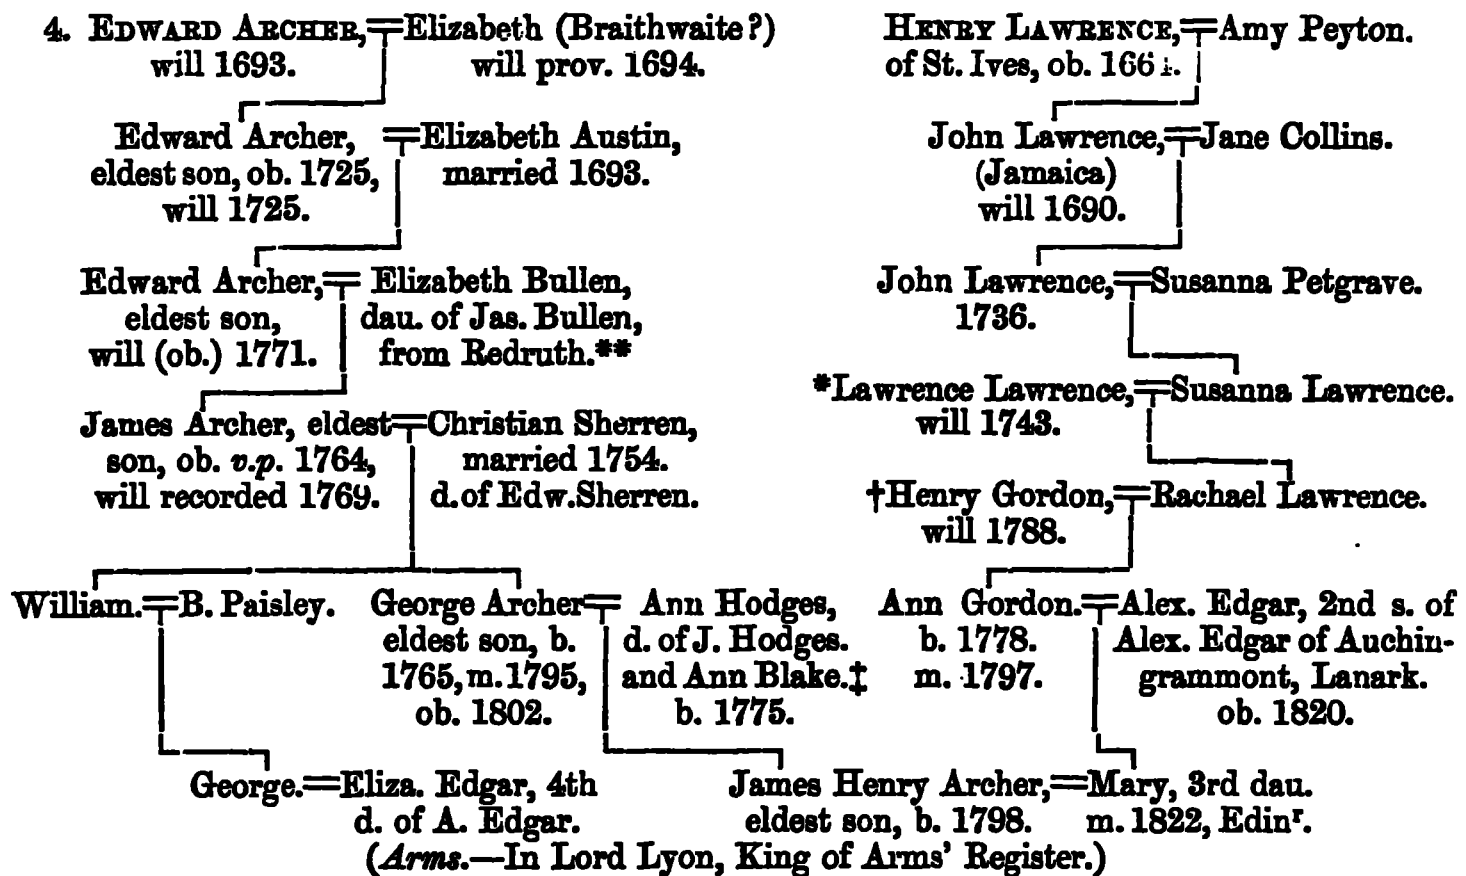 4. EDWARD ARCHER,=Elizabeth (Braithwaite?) HENRY LAWRENCE,=Amy Peyton.
will 1693. will prov. 1694. of St. Ives, ob.
Edward Archer, =Elizabeth Austin, John Lawrence,=Jane Collins.
eldest son, ob. 1725, married 1693. (Jamaica)
will 1725. will 1690.
Edward Archer,= Elizabeth Bullen, John Lawrence,=Susanna Petgrave.
eldest son, dau. of Jas. Bullen, 1736.
will (ob.) 1771. from Redruth.**
*Lawrence Lawrence,=Susanna Lawrence.
James Archer, eldest=Christian Sherren, will 1743.
son, ob. v.p. 1764, married 1754.
will recorded 1769. d. of Edw. Sherren. †Henry Gordon,=Rachael Lawrence.
will 1788.
William.=B. Paisley. George Archer= Ann Hodges, Ann Gordon.=Alex. Edgar, 2nd s. of
eldest son, b. d. of J. Hodges. b. 1778. Alex. Edgar of Auchin-
1765, m. 1795, and Ann Blake.‡ m. 1797. grammont, Lanark.
ob. 1802. b. 1775. ob. 1820.
George.=Eliza. Edgar, 4th James Henry Archer,=Mary, 3rd dau.
d. of A. Edgar. eldest son, b. 1798. m. 1822, Edinʳ.
(Arms.—In Lord Lyon, King of Arms' Register.)